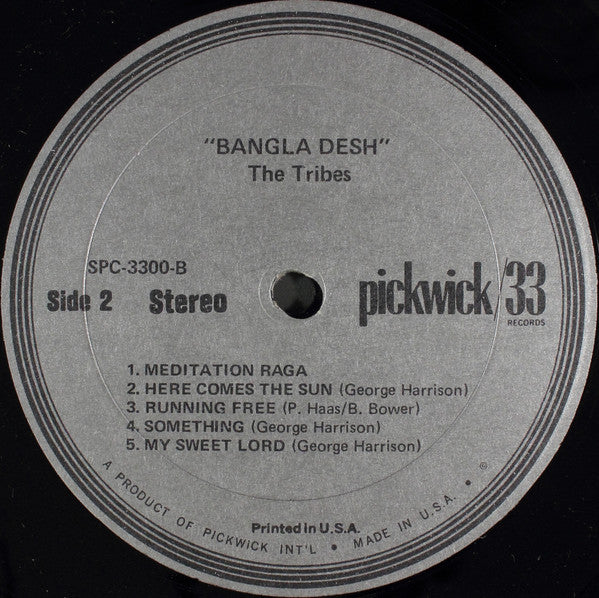 "BANGLA DESH"
The Tribes
SPC-3300-B
Side 2 Stereo
pickwick/33
RECORDS
1. MEDITATION RAGA
2. HERE COMES THE SUN (George Harrison)
3. RUNNING FREE (P. Haas/B. Bower)
4. SOMETHING (George Harrison)
5. MY SWEET LORD (George Harrison)
Printed in U.S.A.
A PRODUCT OF PICKWICK INT'L • MADE IN U.S.A. • ®